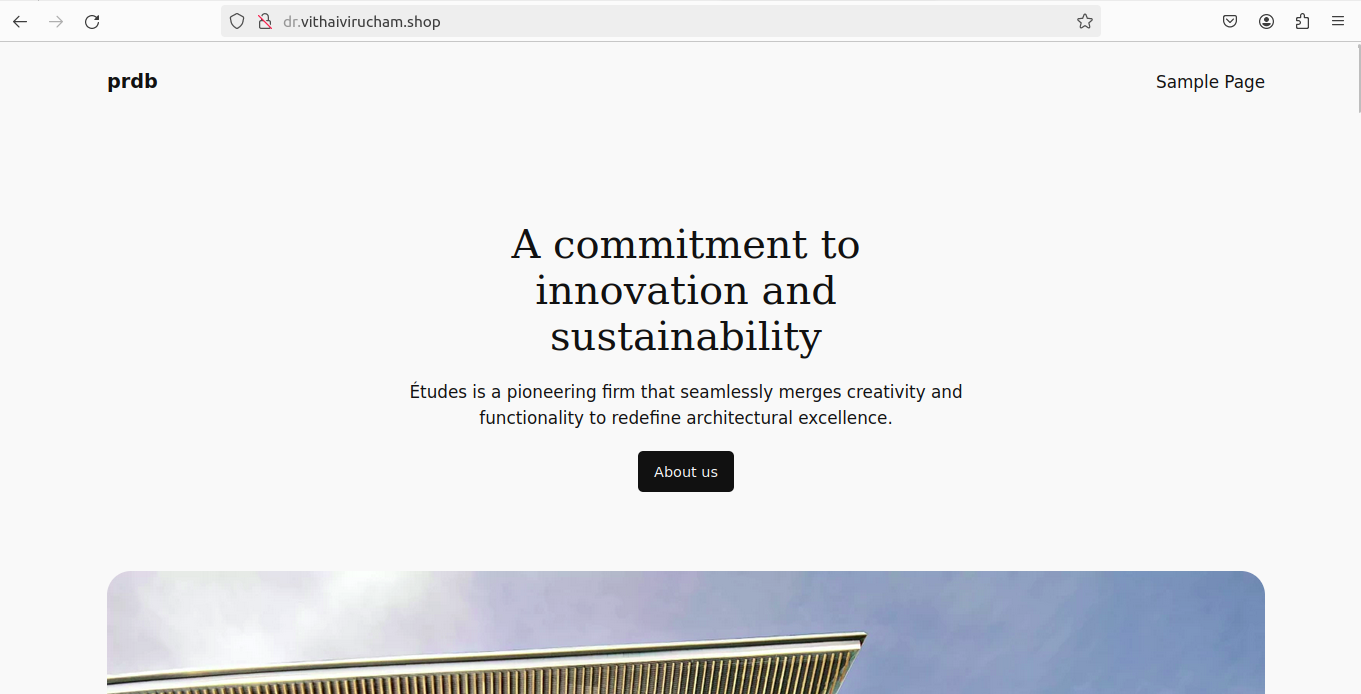 dr.vithaivirucham.shop
prdb
Sample Page
A commitment to
innovation and
sustainability
Études is a pioneering firm that seamlessly merges creativity and
functionality to redefine architectural excellence.
About us